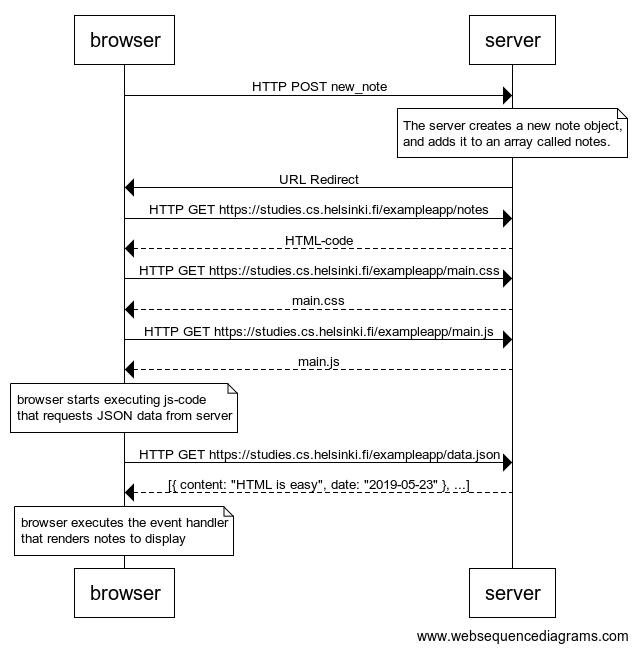 browser
server
HTTP POST new_note
The server creates a new note object,
and adds it to an array called notes.
URL Redirect
HTTP GET https://studies.cs.helsinki.fi/exampleapp/notes
HTML-code
HTTP GET https://studies.cs.helsinki.fi/exampleapp/main.css
main.css
HTTP GET https://studies.cs.helsinki.fi/exampleapp/main.js
main.js
browser starts executing js-code
that requests JSON data from server
HTTP GET https://studies.cs.helsinki.fi/exampleapp/data.json
[{ content: "HTML is easy", date: "2019-05-23" }, ...]
browser executes the event handler
that renders notes to display
browser
server
www.websequencediagrams.com